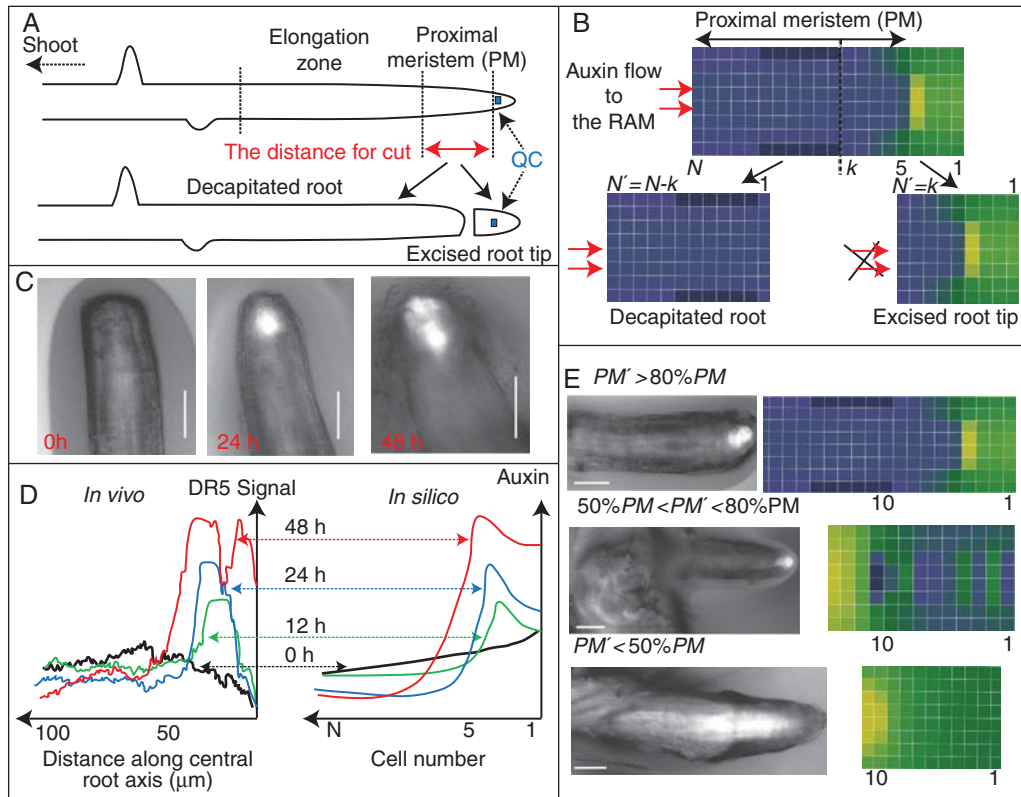 A
Shoot
Elongation
zone
Proximal
meristem (PM)
The distance for cut
QC
Decapitated root
Excised root tip
B
Proximal meristem (PM)
Auxin flow
to
the RAM
N
k
5
1
N′= N-k
1
N′=k
1
Decapitated root
Excised root tip
C
0h
24 h
48 h
D
In vivo
DR5 Signal
In silico
Auxin
48 h
24 h
12 h
0 h
100
50
N
5
1
Distance along central
root axis (μm)
Cell number
E
PM′ >80%PM
10
1
50%PM<PM′ <80%PM
10
1
PM′ <50%PM
10
1